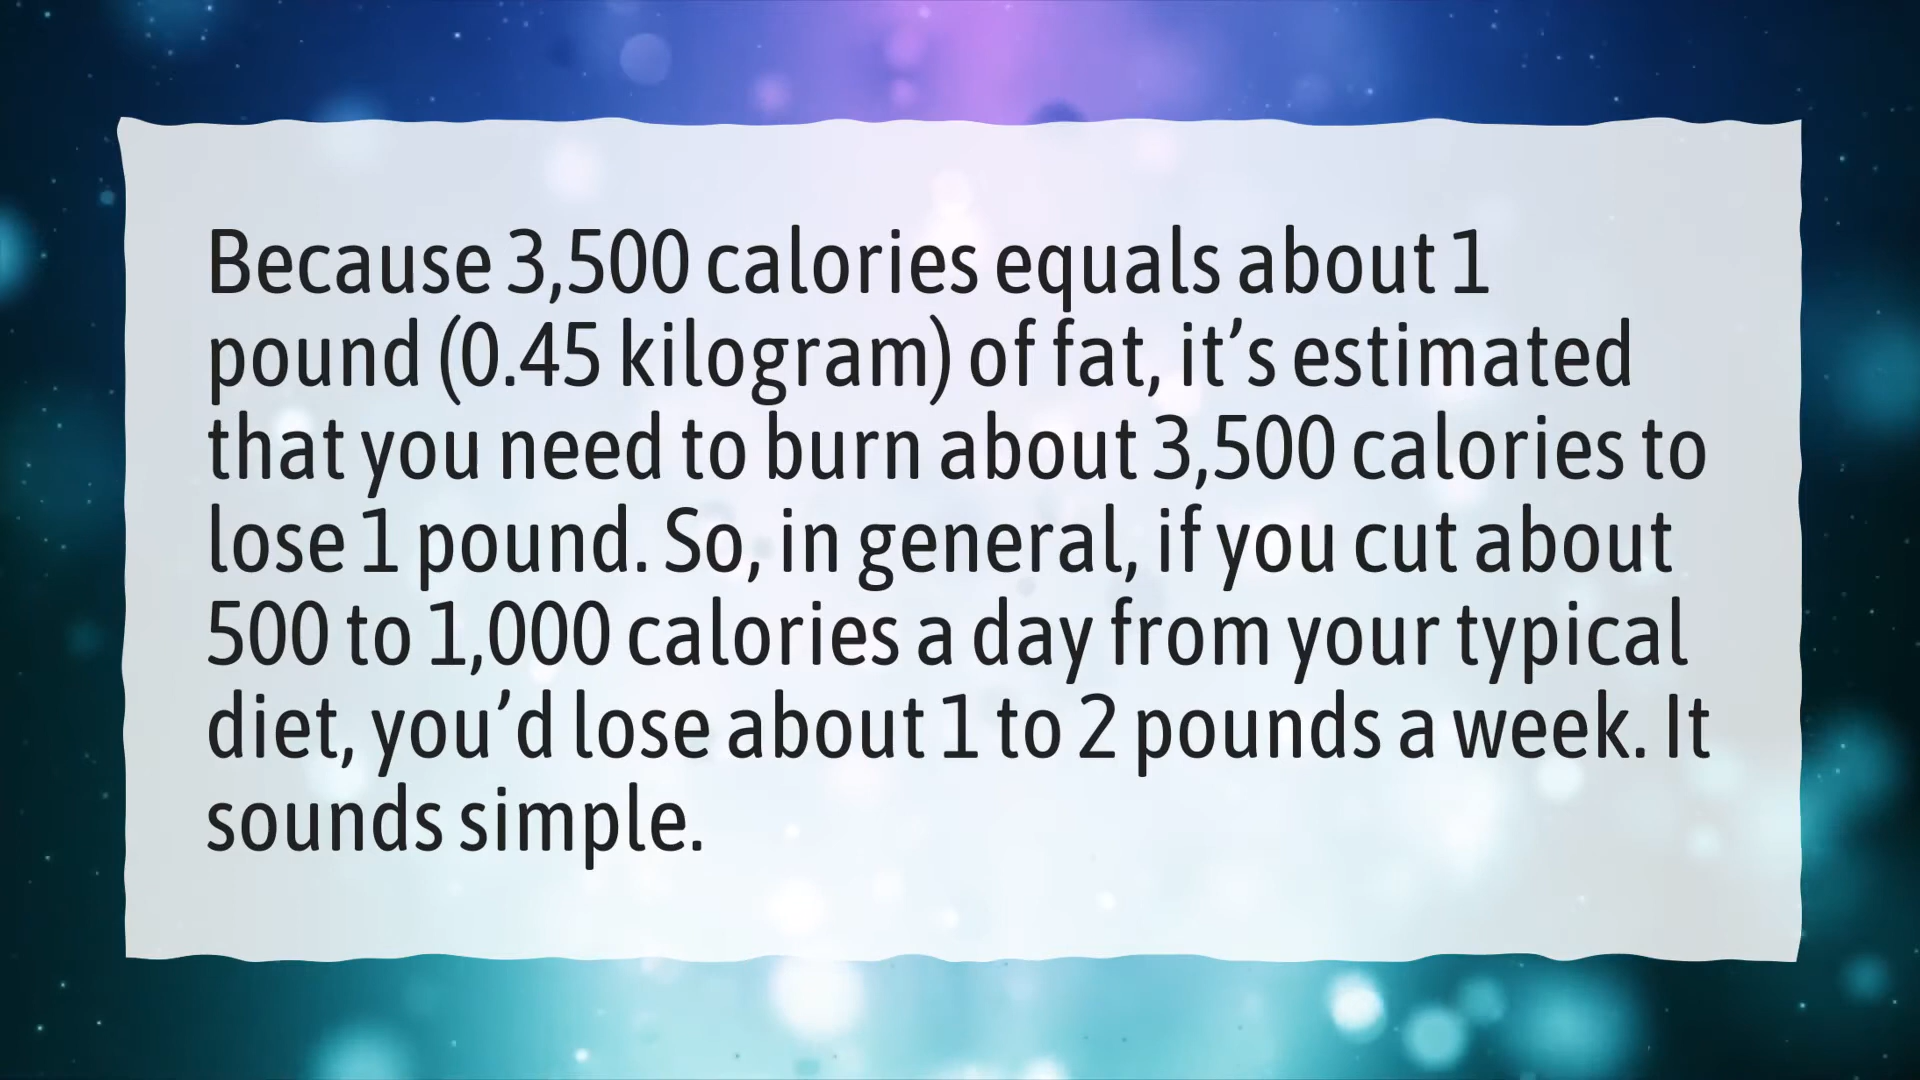 Because 3,500 calories equals about 1
pound (0.45 kilogram) of fat, it’s estimated
that you need to burn about 3,500 calories to
lose 1 pound. So, in general, if you cut about
500 to 1,000 calories a day from your typical
diet, you’d lose about 1 to 2 pounds a week. It
sounds simple.